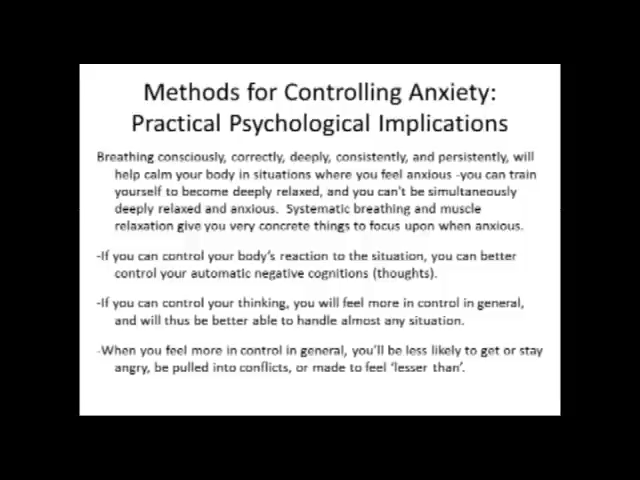 Methods for Controlling Anxiety:
Practical Psychological Implications
Breathing consciously, correctly, deeply, consistently, and persistently, will
help calm your body in situations where you feel anxious -you can train
yourself to become deeply relaxed, and you can't be simultaneously
deeply relaxed and anxious. Systematic breathing and muscle
relaxation give you very concrete things to focus upon when anxious.
-If you can control your body's reaction to the situation, you can better
control your automatic negative cognitions (thoughts).
-If you can control your thinking, you will feel more in control in general,
and will thus be better able to handle almost any situation.
-When you feel more in control in general, you'll be less likely to get or stay
angry, be pulled into conflicts, or made to feel 'lesser than'.